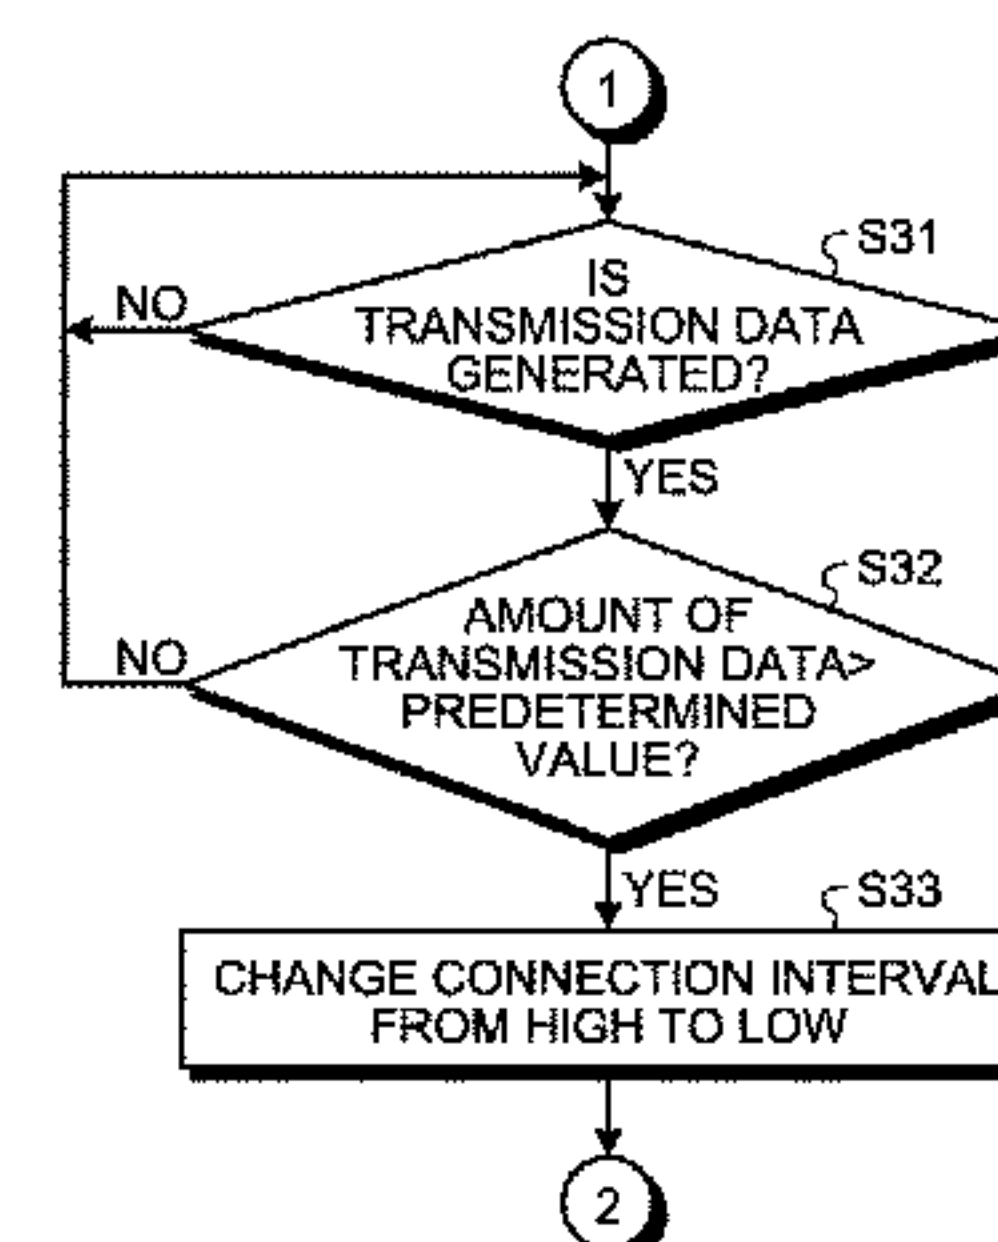 1
S31
IS
TRANSMISSION DATA
GENERATED?
NO
YES
S32
AMOUNT OF
TRANSMISSION DATA>
PREDETERMINED
VALUE?
NO
YES
S33
CHANGE CONNECTION INTERVAL
FROM HIGH TO LOW
2